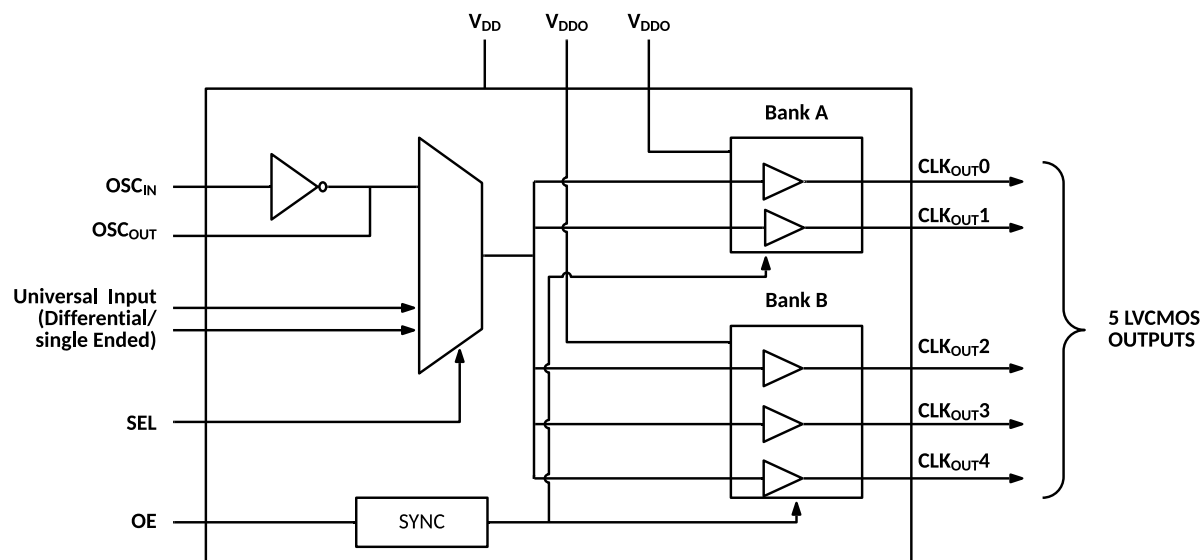 VDD VDDO VDDO
Bank A
OSCIN
OSCOUT
CLKOUT0
CLKOUT1
Universal Input
(Differential/
single Ended)
Bank B
5 LVCMOS
OUTPUTS
CLKOUT2
SEL
CLKOUT3
CLKOUT4
OE
SYNC